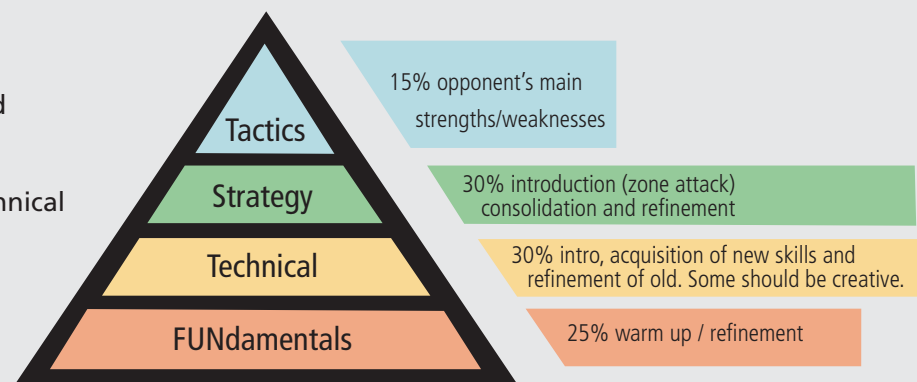 d
hnical
Tactics
15% opponent's main
strengths/weaknesses
Strategy
30% introduction (zone attack)
consolidation and refinement
Technical
30% intro, acquisition of new skills and
refinement of old. Some should be creative.
FUNdamentals
25% warm up / refinement